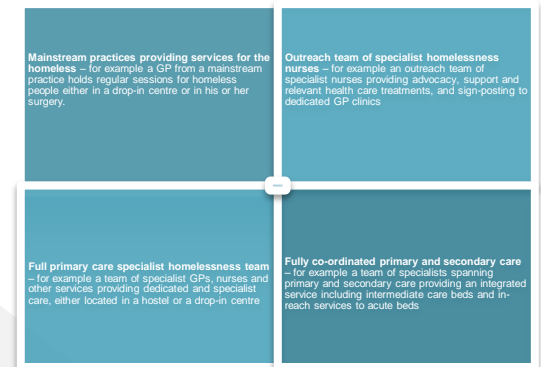 Mainstream practices providing services for the
homeless – for example a GP from a mainstream
practice holds regular sessions for homeless
people either in a drop-in centre or in his or her
surgery.
Outreach team of specialist homelessness
nurses – for example an outreach team of
specialist nurses providing advocacy, support and
relevant health care treatments, and sign-posting to
dedicated GP clinics
Full primary care specialist homelessness team
– for example a team of specialist GPs, nurses and
other services providing dedicated and specialist
care, either located in a hostel or a drop-in centre
Fully co-ordinated primary and secondary care
– for example a team of specialists spanning
primary and secondary care providing an integrated
service including intermediate care beds and in-
reach services to acute beds